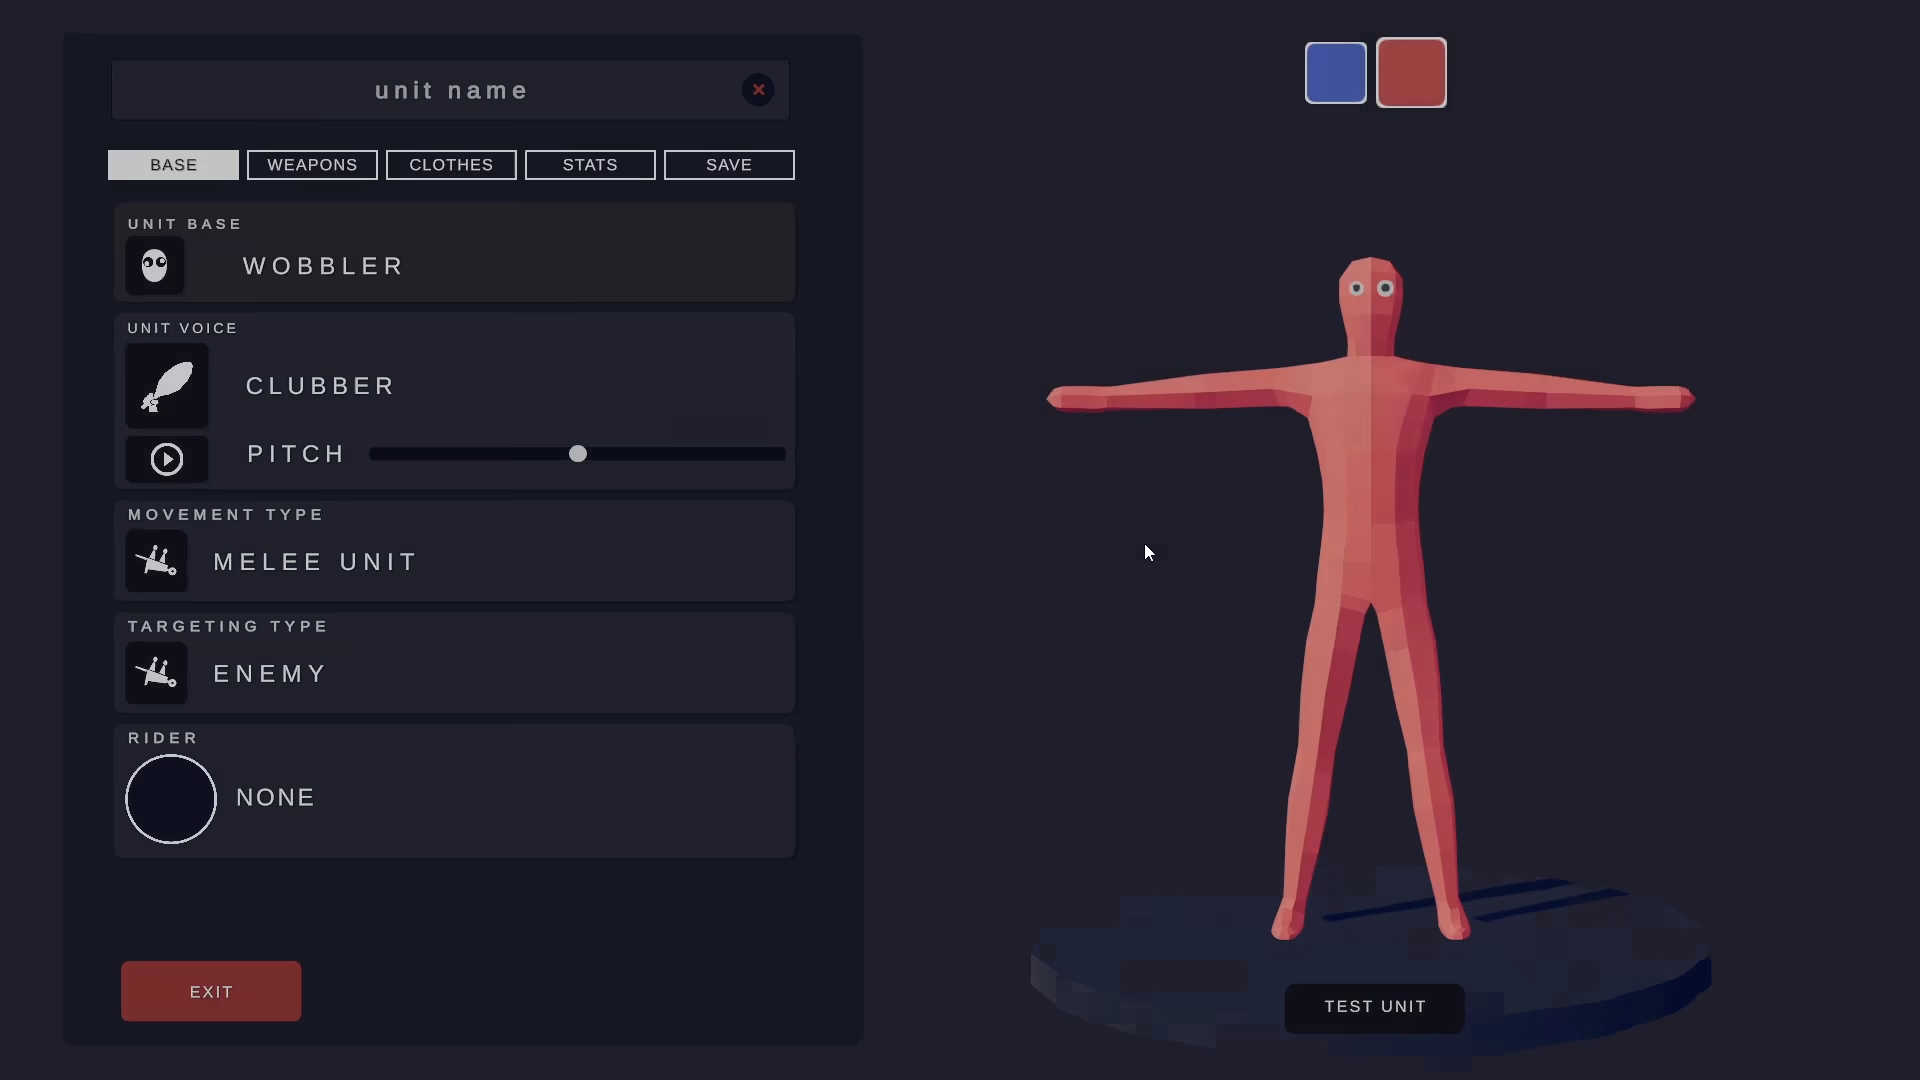 unit name
BASE
WEAPONS
CLOTHES
STATS
SAVE
UNIT BASE
WOBBLER
UNIT VOICE
CLUBBER
PITCH
MOVEMENT TYPE
MELEE UNIT
TARGETING TYPE
ENEMY
RIDER
NONE
EXIT
TEST UNIT